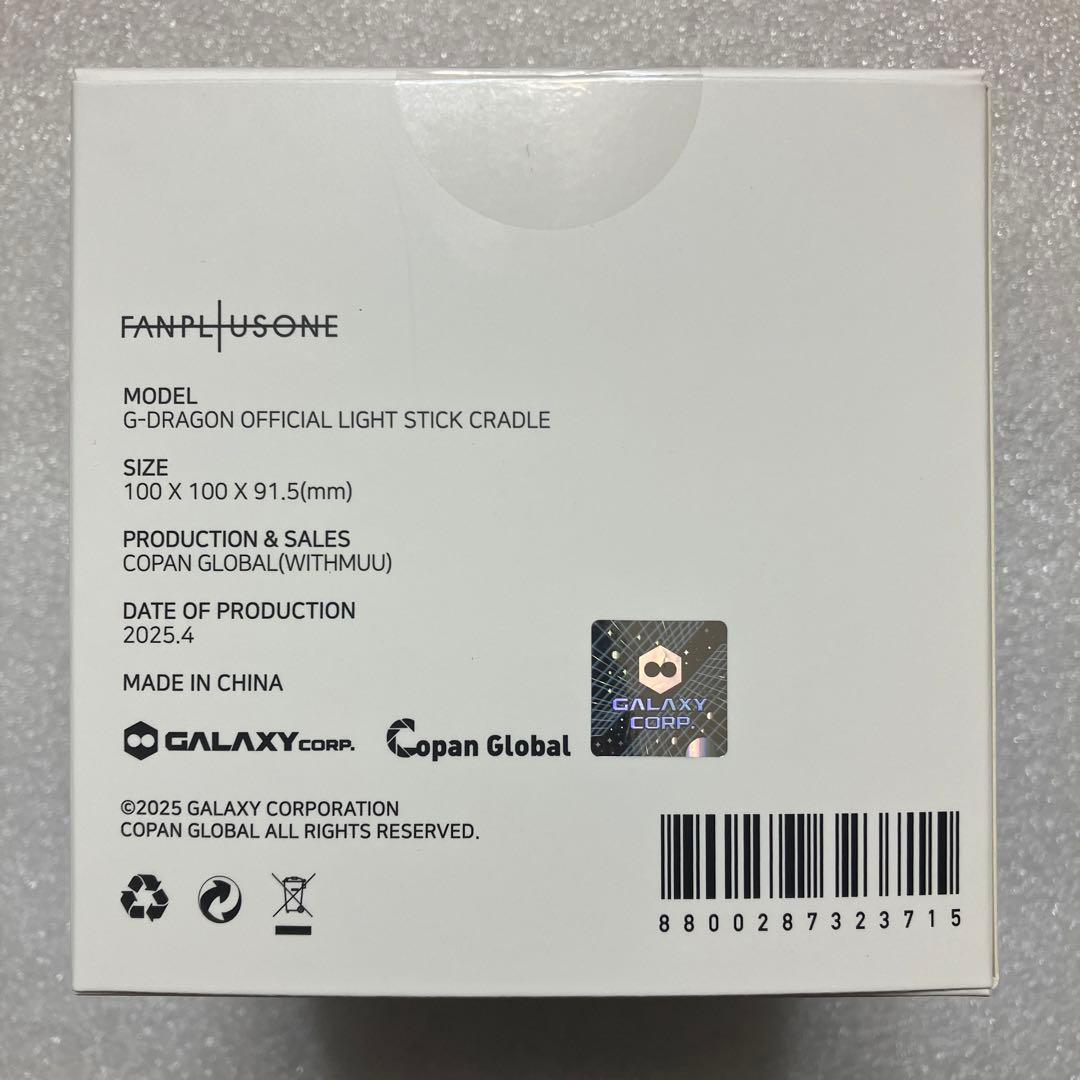 FANPLUSONE
MODEL
G-DRAGON OFFICIAL LIGHT STICK CRADLE
SIZE
100 X 100 X 91.5(mm)
PRODUCTION & SALES
COPAN GLOBAL(WITHMUU)
DATE OF PRODUCTION
2025.4
MADE IN CHINA
GALAXY CORP.
Copan Global
GALAXY
CORP.
©2025 GALAXY CORPORATION
COPAN GLOBAL ALL RIGHTS RESERVED.
8800287323715